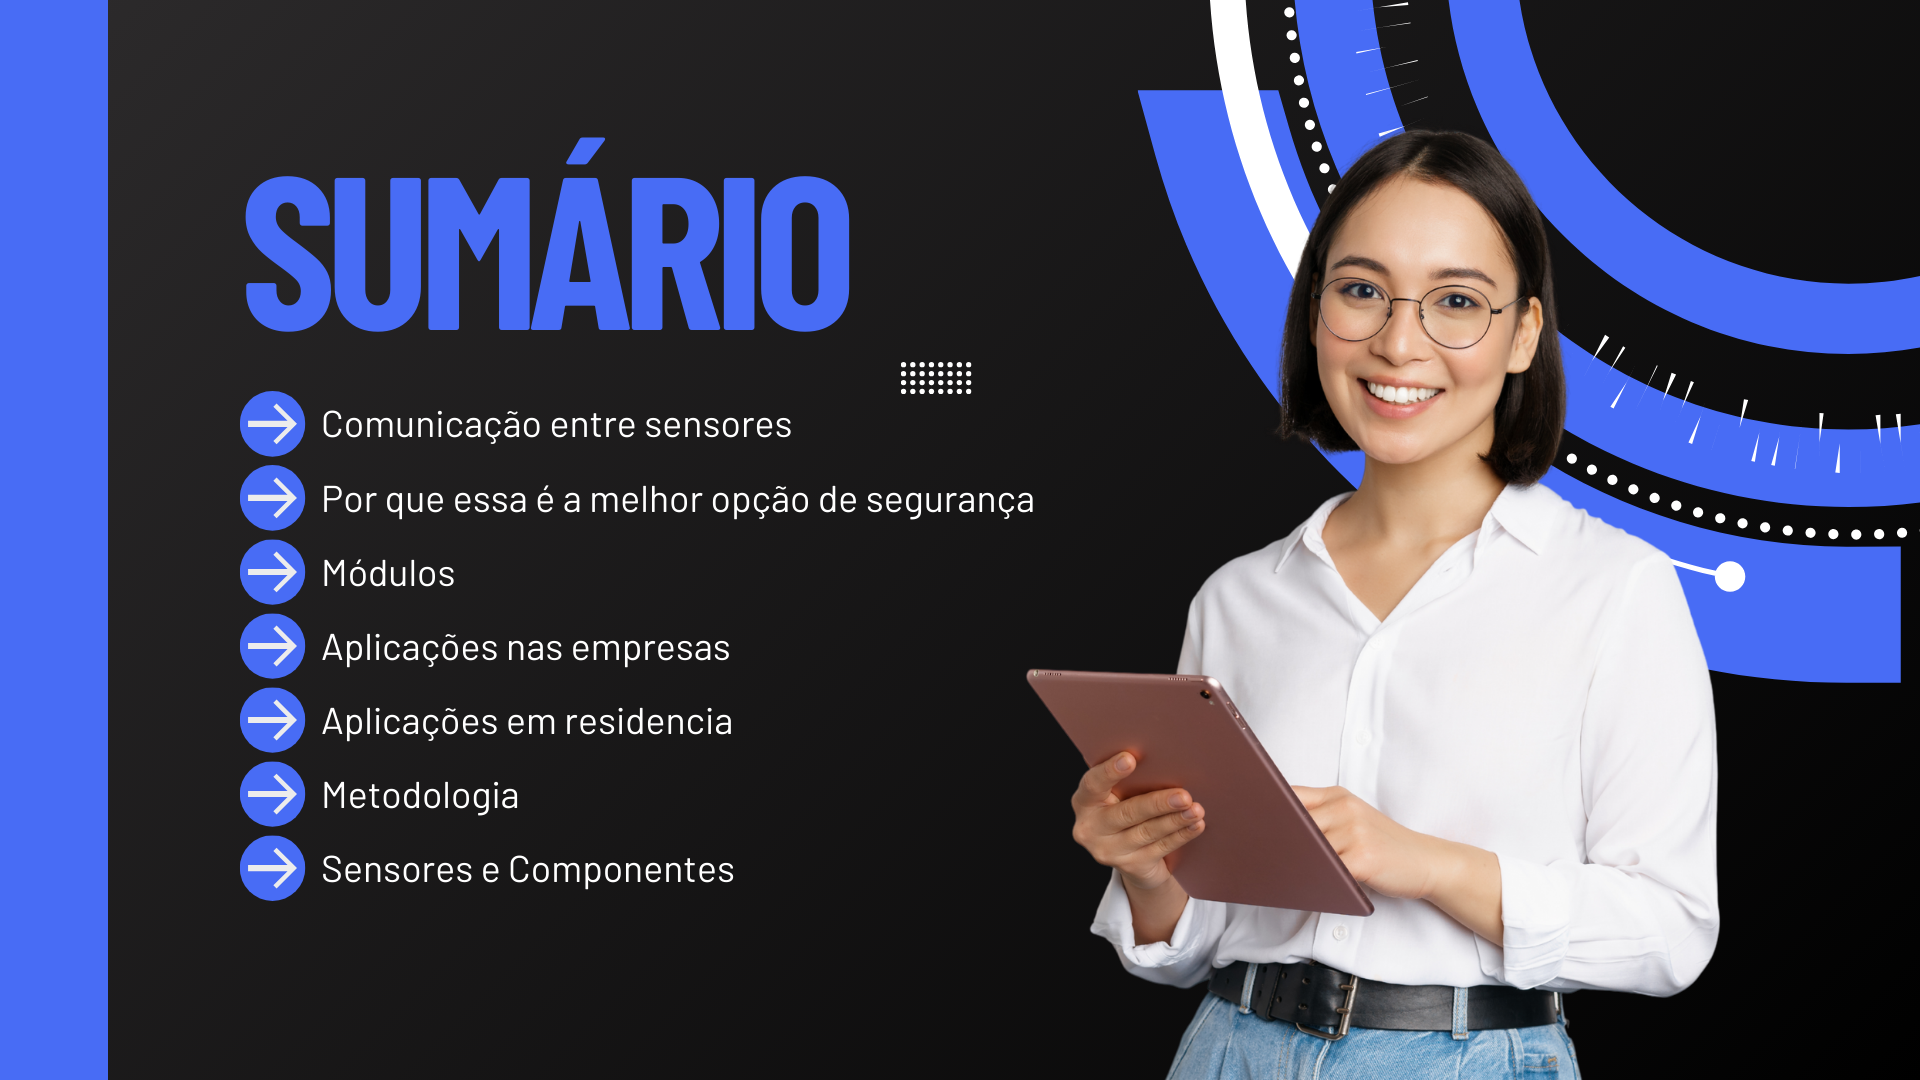 SUMÁRIO
Comunicação entre sensores
Por que essa é a melhor opção de segurança
Módulos
Aplicações nas empresas
Aplicações em residencia
Metodologia
Sensores e Componentes